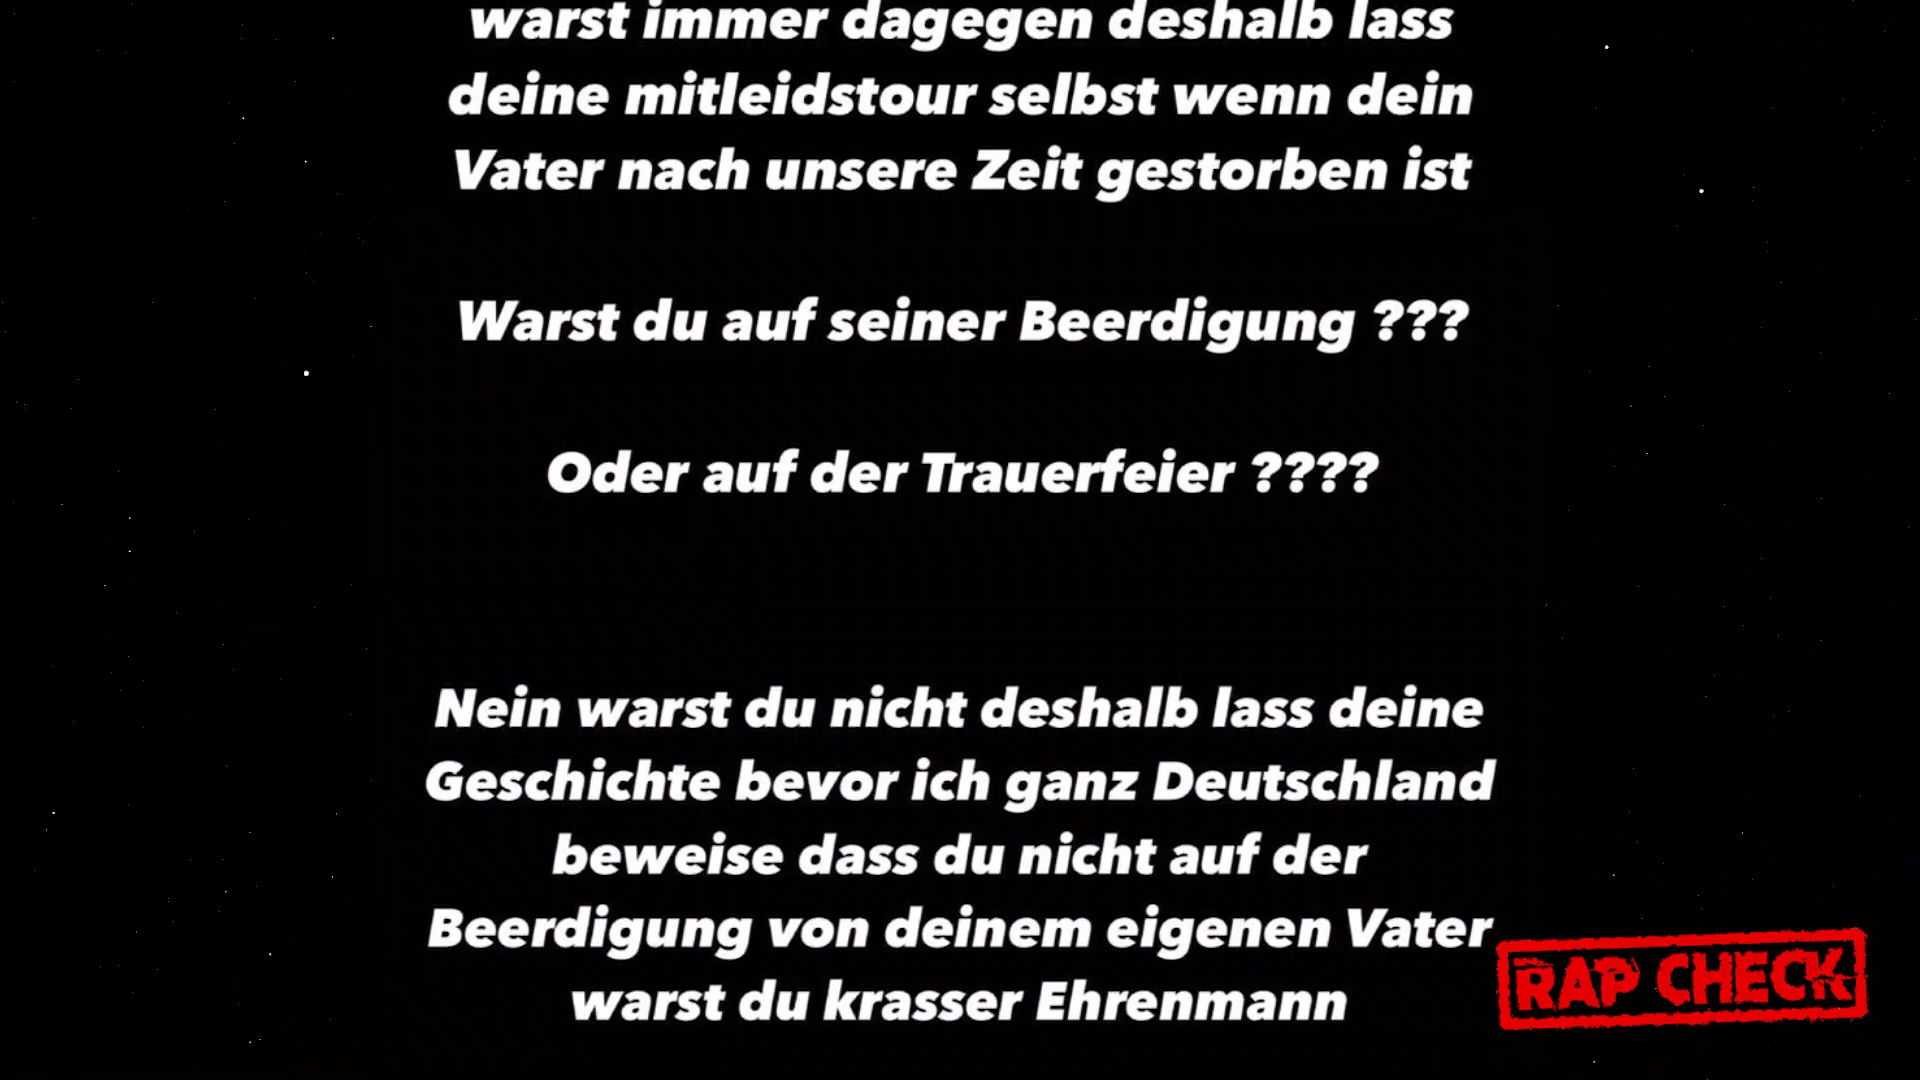 warst immer dagegen deshalb lass
deine mitleidstour selbst wenn dein
Vater nach unsere Zeit gestorben ist
Warst du auf seiner Beerdigung ???
Oder auf der Trauerfeier ????
Nein warst du nicht deshalb lass deine
Geschichte bevor ich ganz Deutschland
beweise dass du nicht auf der
Beerdigung von deinem eigenen Vater
warst du krasser Ehrenmann
RAP CHECK